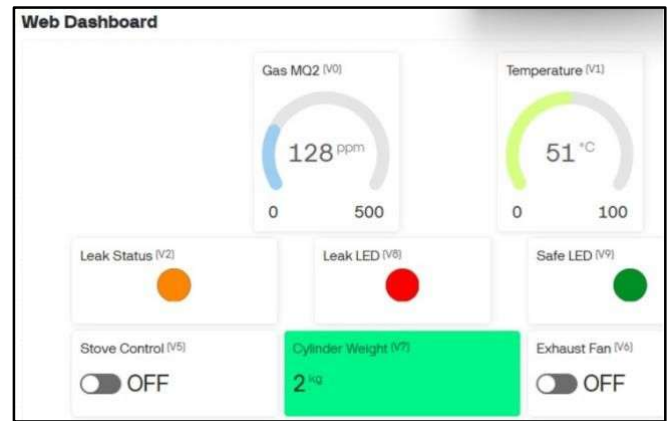 Web Dashboard
Gas MQ2 (V0)
Temperature (V1)
128 ppm
51 °C
0 500
0 100
Leak Status (V2)
Leak LED (V8)
Safe LED (V9)
Stove Control (V5)
Cylinder Weight (V7)
Exhaust Fan (V6)
OFF
2 kg
OFF